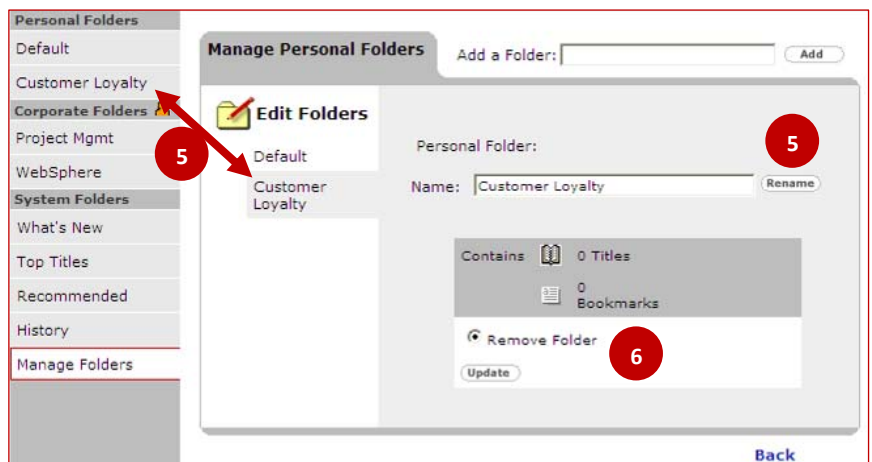 Personal Folders
Default
Customer Loyalty
Corporate Folders
Project Mgmt
WebSphere
System Folders
What's New
Top Titles
Recommended
History
Manage Folders
5
Manage Personal Folders
Add a Folder:
Add
Edit Folders
Default
Customer
Loyalty
Personal Folder:
5
Name: Customer Loyalty Rename
Contains 0 Titles
0
Bookmarks
Remove Folder
6
Update
Back